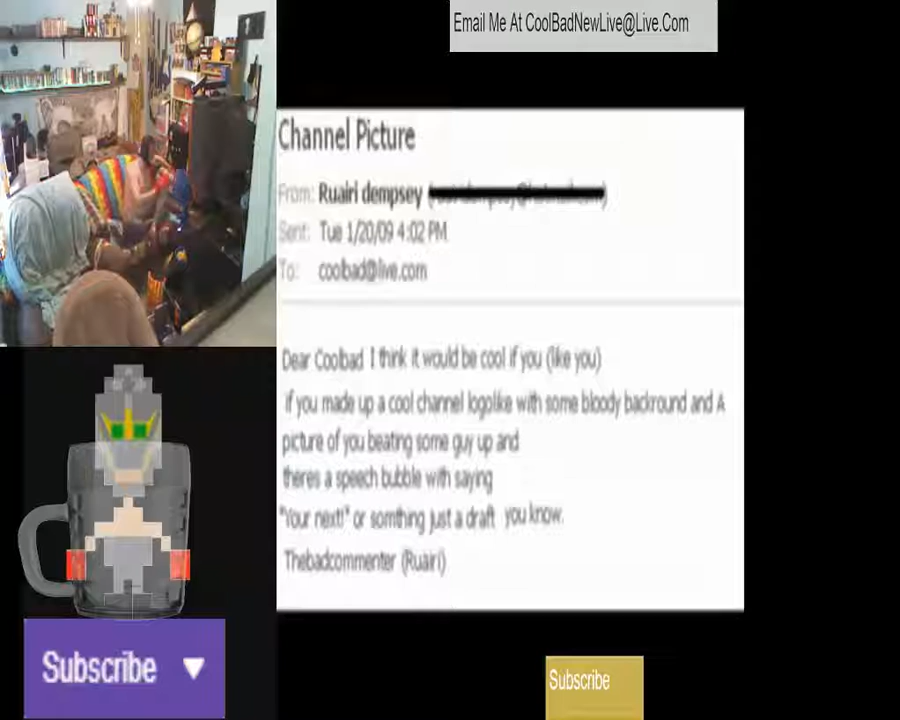 Email Me At CoolBadNewLive@Live.Com
Channel Picture
From: Ruairi dempsey
Sent: Tue 1/20/09 4:02 PM
To: coobad@live.com
Dear Coobad I think it would be cool if you (like you)
if you made up a cool channel logolike with some bloody backround and A
picture of you beating some guy up and
theres a speech bubble with saying
"Your next!" or somthing just a draft you know.
Thebadcommenter (Ruairi)
Subscribe
Subscribe